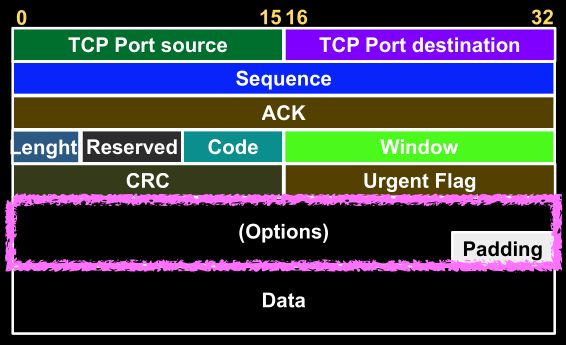 0 15 16 32
TCP Port source TCP Port destination
Sequence
ACK
Lenght Reserved Code Window
CRC Urgent Flag
(Options)
Padding
Data